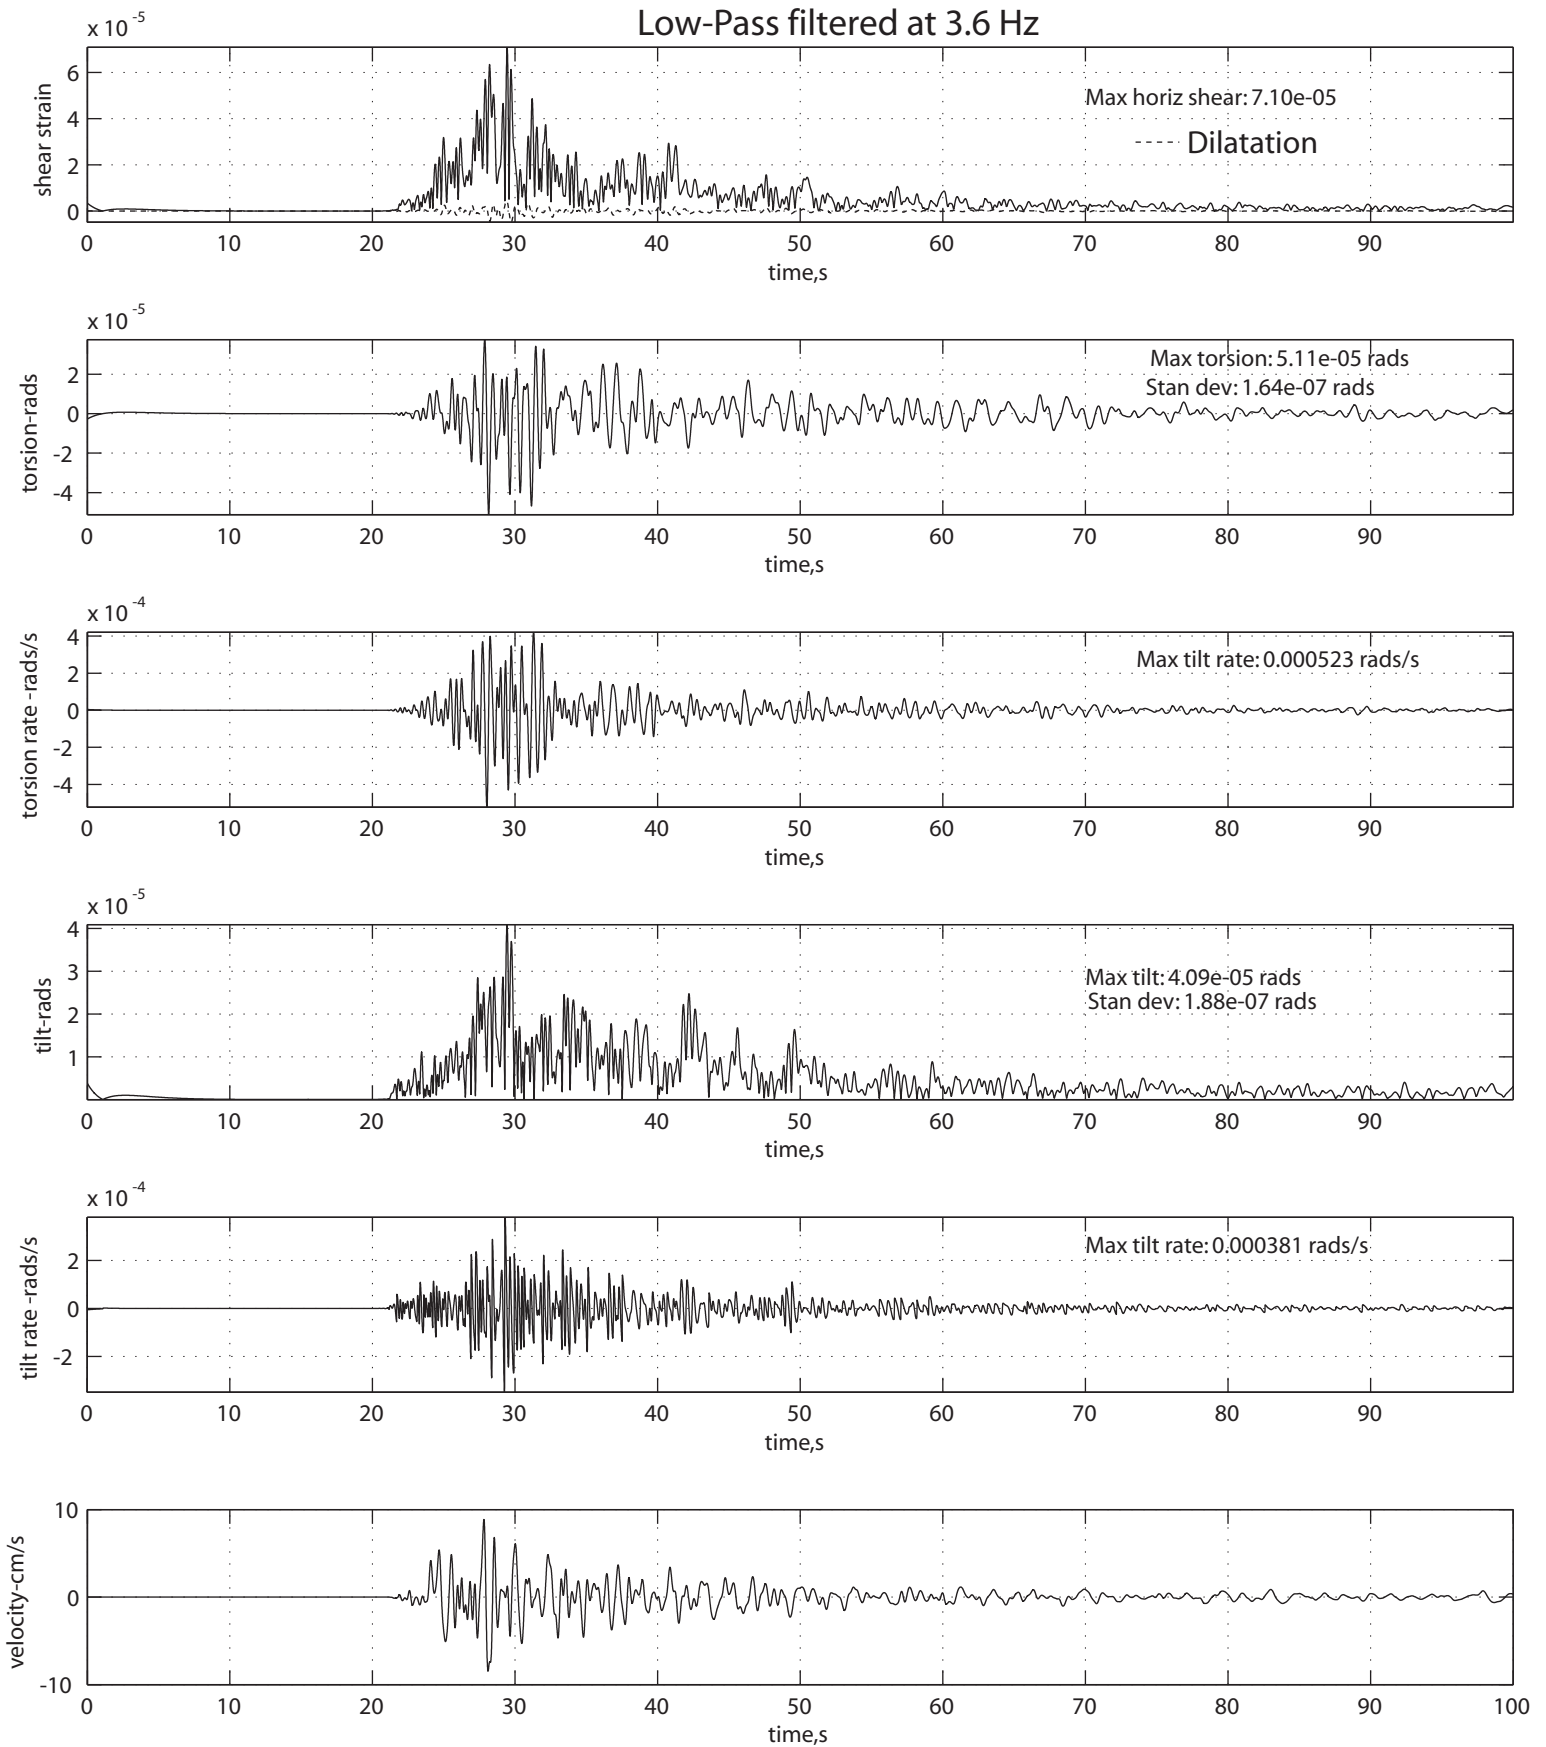 Low-Pass filtered at 3.6 Hz
x 10 -5
shear strain
6
4
2
0
Max horiz shear: 7.10e-05
Dilatation
0 10 20 30 40 50 60 70 80 90
time,s
x 10 -5
torsion-rads
2
0
-2
-4
Max torsion: 5.11e-05 rads
Stan dev: 1.64e-07 rads
0 10 20 30 40 50 60 70 80 90
time,s
x 10 -4
torsion rate -rads/s
4
2
0
-2
-4
Max tilt rate: 0.000523 rads/s
0 10 20 30 40 50 60 70 80 90
time,s
x 10 -5
tilt-rads
4
3
2
1
Max tilt: 4.09e-05 rads
Stan dev: 1.88e-07 rads
0 10 20 30 40 50 60 70 80 90
time,s
x 10 -4
tilt rate -rads/s
2
0
-2
Max tilt rate: 0.000381 rads/s
0 10 20 30 40 50 60 70 80 90
time,s
velocity-cm/s
10
0
-10
0 10 20 30 40 50 60 70 80 90 100
time,s